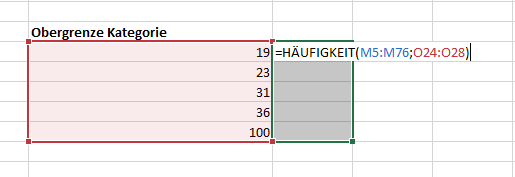 Obergrenze Kategorie
19 =HÄUFIGKEIT(M5:M76;O24:O28)
23
31
36
100